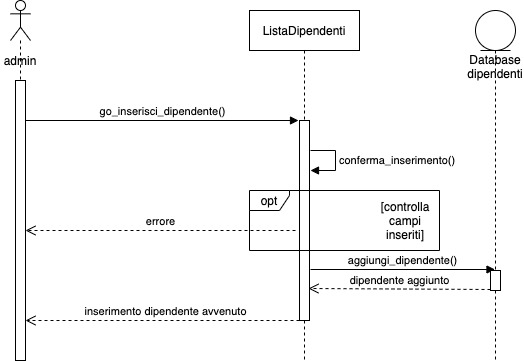 ListaDipendenti
admin
Database
dipendenti
go_inserisci_dipendente()
conferma_inserimento()
opt
[controlla
campi
inseriti]
errore
aggiungi_dipendente()
dipendente aggiunto
inserimento dipendente avvenuto